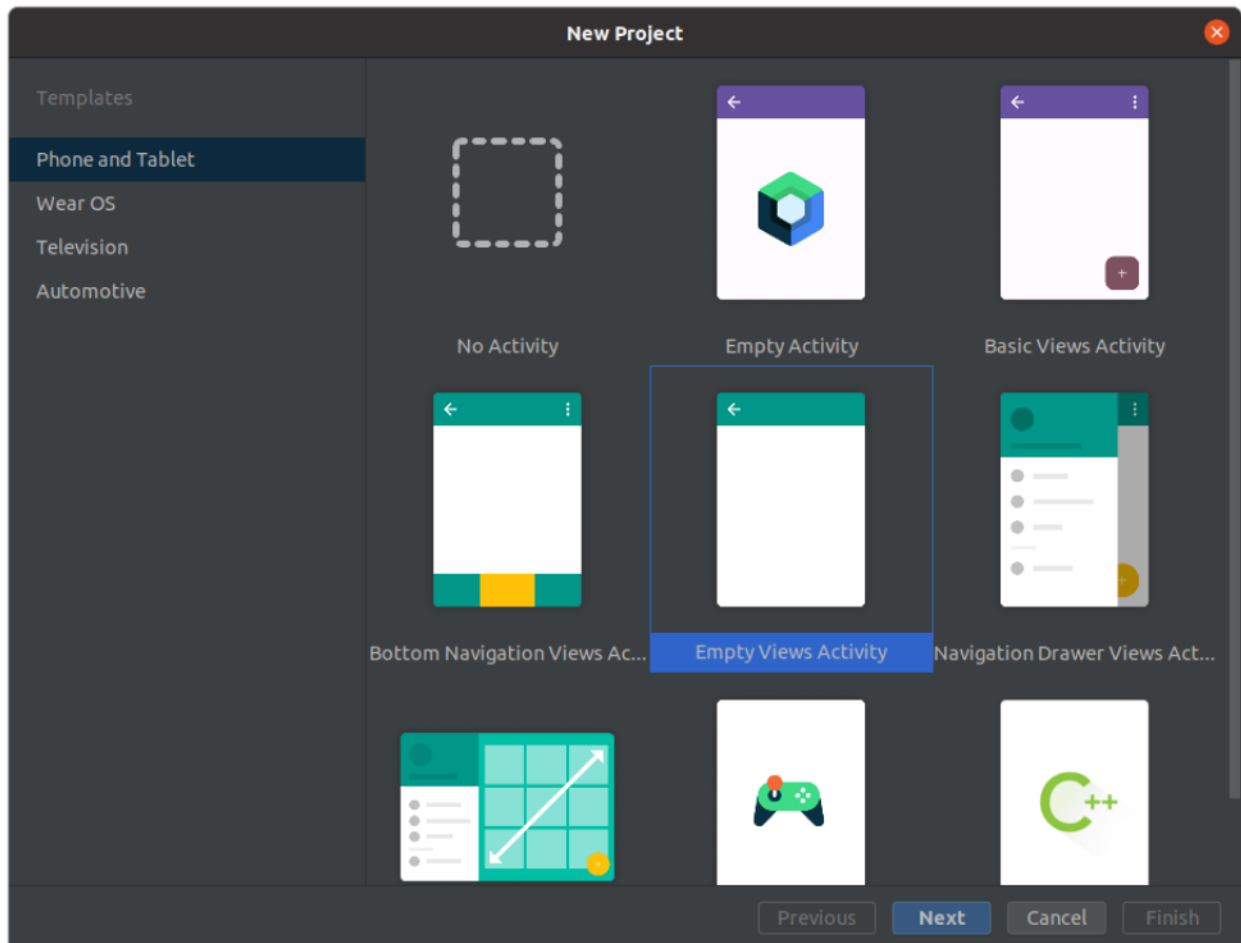 New Project
Templates
Phone and Tablet
Wear OS
Television
Automotive
No Activity
Empty Activity
Basic Views Activity
Bottom Navigation Views Ac...
Empty Views Activity
Navigation Drawer Views Act...
C++
Previous
Next
Cancel
Finish